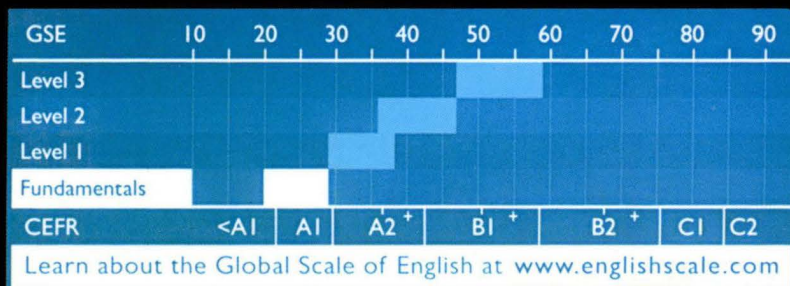 GSE 10 20 30 40 50 60 70 80 90
Level 3
Level 2
Level 1
Fundamentals
CEFR <A1 A1 A2 + B1 + B2 + C1 C2
Learn about the Global Scale of English at www.englishscale.com